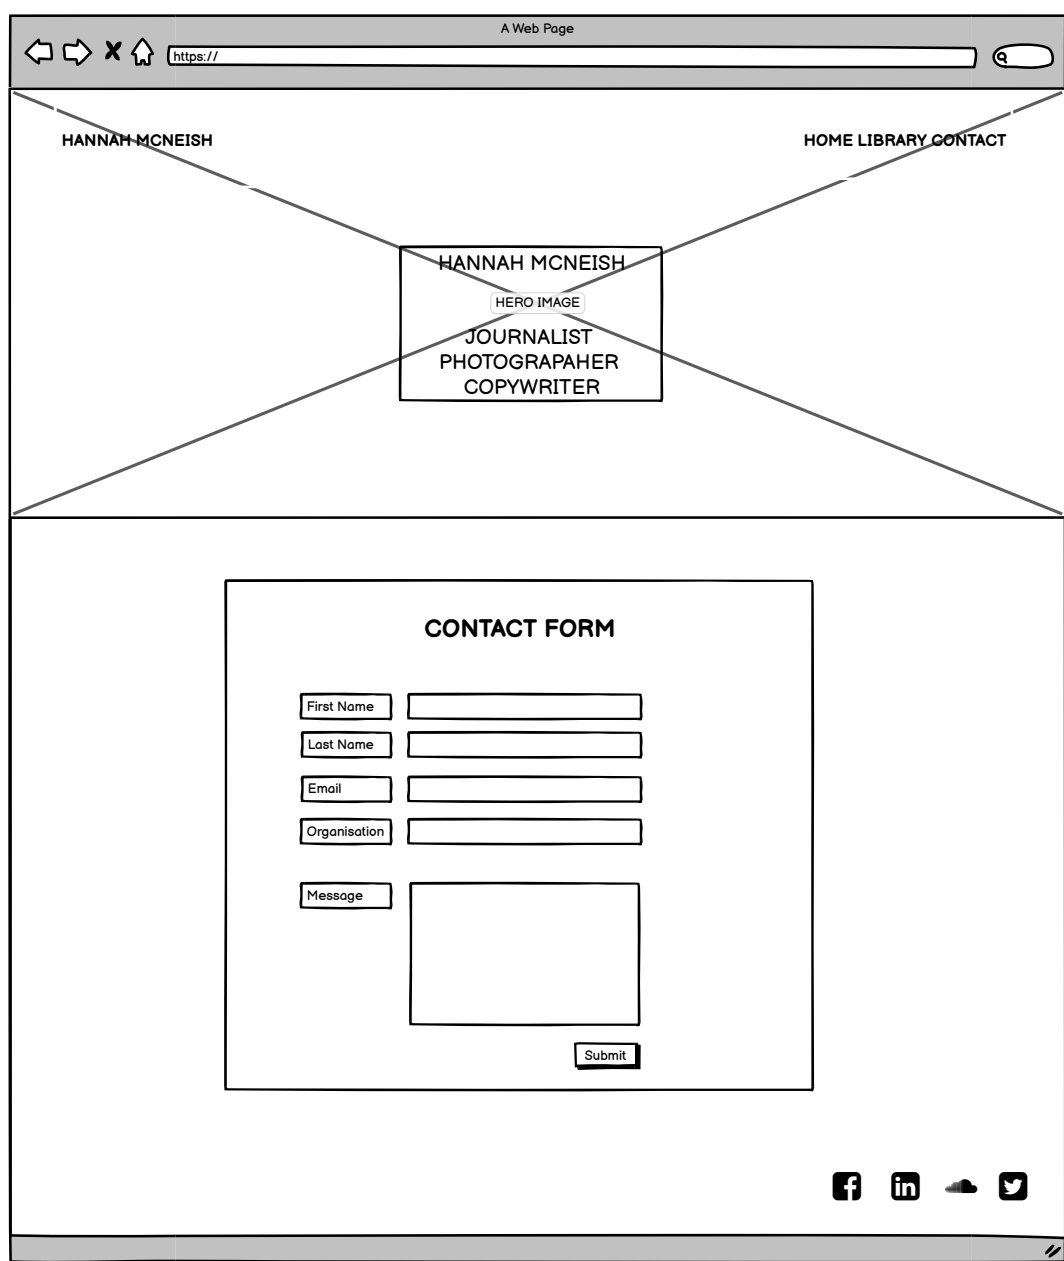 A Web Page
https://
HANNAH MCNEISH
HOME LIBRARY CONTACT
HANNAH MCNEISH
HERO IMAGE
JOURNALIST
PHOTOGRAPAHER
COPYWRITER
CONTACT FORM
First Name
Last Name
Email
Organisation
Message
Submit